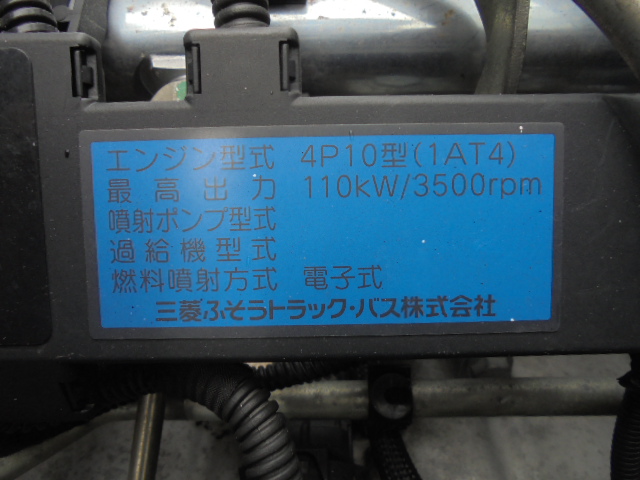 エンジン型式 4P10型(1AT4)
最高出力 110kW/3500rpm
噴射ポンプ型式
過給機型式
燃料噴射方式 電子式
三菱ふそうトラック・バス株式会社